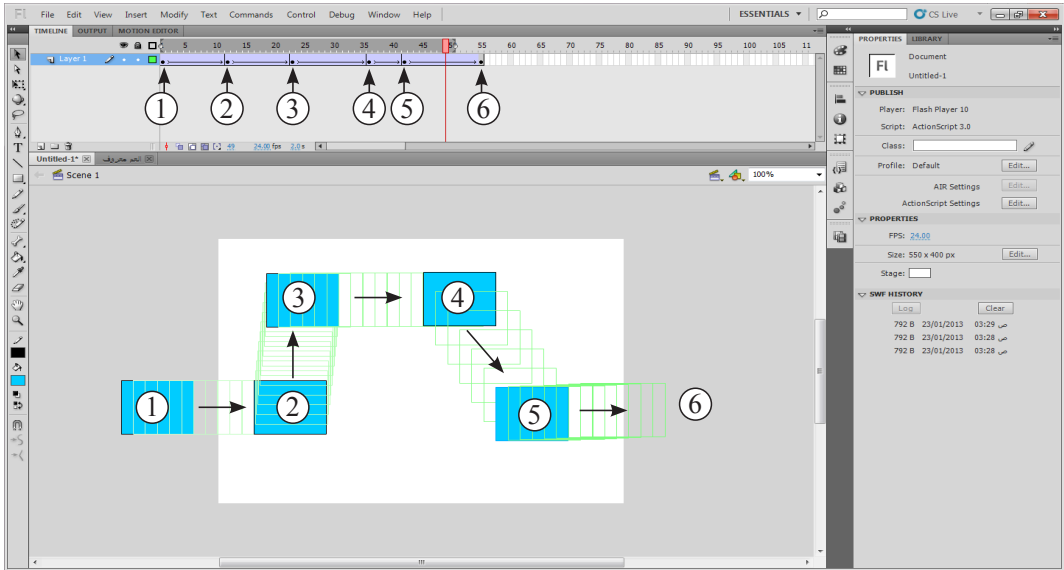 Fl File Edit View Insert Modify Text Commands Control Debug Window Help ESSENTIALS CS Live
TIMELINE OUTPUT MOTION EDITOR
5 10 15 20 25 30 35 40 45 50 55 60 65 70 75 80 85 90 95 100 105 11
Layer 1
1 2 3 4 5 6
49 24.00 fps 2.0 s
Untitled-1*
Scene 1 100%
3 4
1 2 5 6
PROPERTIES LIBRARY
Fl Document
Untitled-1
PUBLISH
Player: Flash Player 10
Script: ActionScript 3.0
Class:
Profile: Default Edit...
AIR Settings Edit...
ActionScript Settings Edit...
PROPERTIES
FPS: 24.00
Size: 550 x 400 px Edit...
Stage:
SWF HISTORY
Log Clear
792 B 23/01/2013 03:29 ص
792 B 23/01/2013 03:28 ص
792 B 23/01/2013 03:28 ص